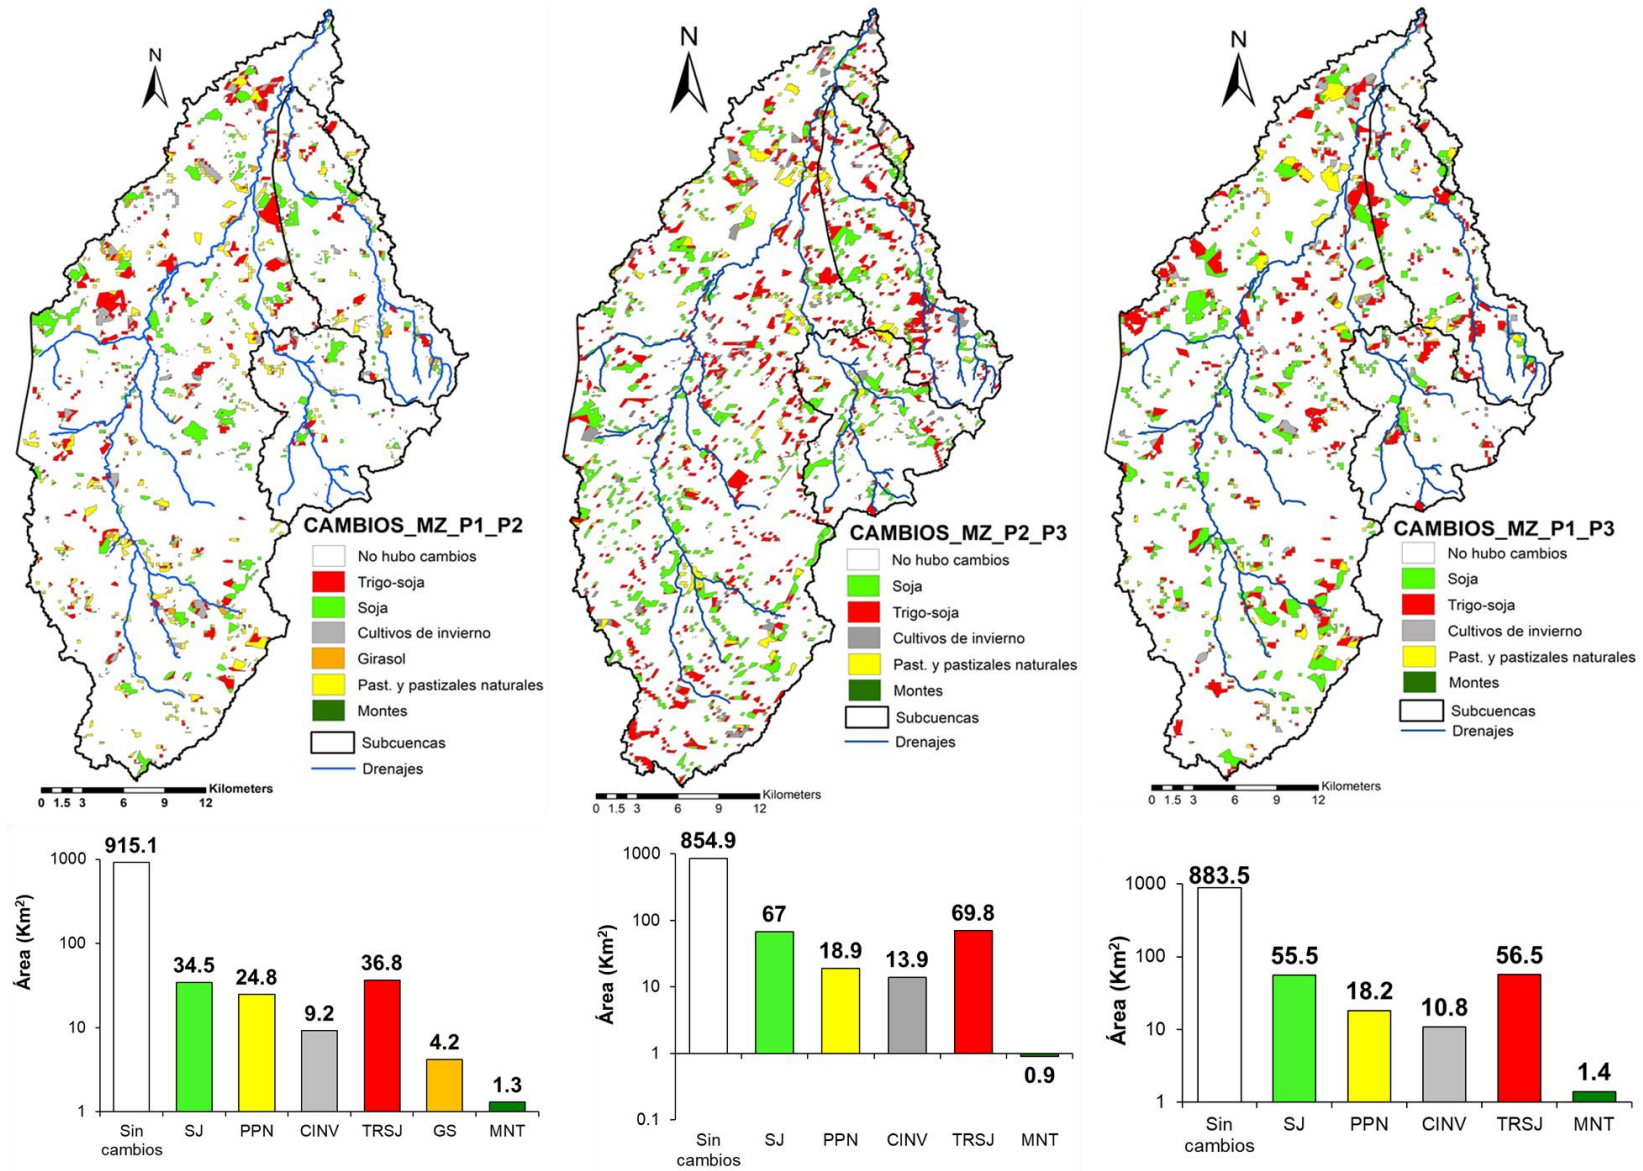 N
CAMBIOS_MZ_P1_P2
No hubo cambios
Trigo-soja
Soja
Cultivos de invierno
Girasol
Past. y pastizales naturales
Montes
Subcuencas
Drenajes
Kilometers
0 1.5 3 6 9 12
N
CAMBIOS_MZ_P2_P3
No hubo cambios
Soja
Trigo-soja
Cultivos de invierno
Past. y pastizales naturales
Montes
Subcuencas
Drenajes
Kilometers
0 1.5 3 6 9 12
N
CAMBIOS_MZ_P1_P3
No hubo cambios
Soja
Trigo-soja
Cultivos de invierno
Past. y pastizales naturales
Montes
Subcuencas
Drenajes
Kilometers
0 1.5 3 6 9 12
Área (Km²)
1000
100
10
1
915.1
34.5
24.8
9.2
36.8
4.2
1.3
Sin cambios
SJ
PPN
CINV
TRSJ
GS
MNT
Área (Km²)
1000
100
10
1
0.1
854.9
67
18.9
13.9
69.8
0.9
Sin cambios
SJ
PPN
CINV
TRSJ
MNT
Área (Km²)
1000
100
10
1
883.5
55.5
18.2
10.8
56.5
1.4
Sin cambios
SJ
PPN
CINV
TRSJ
MNT